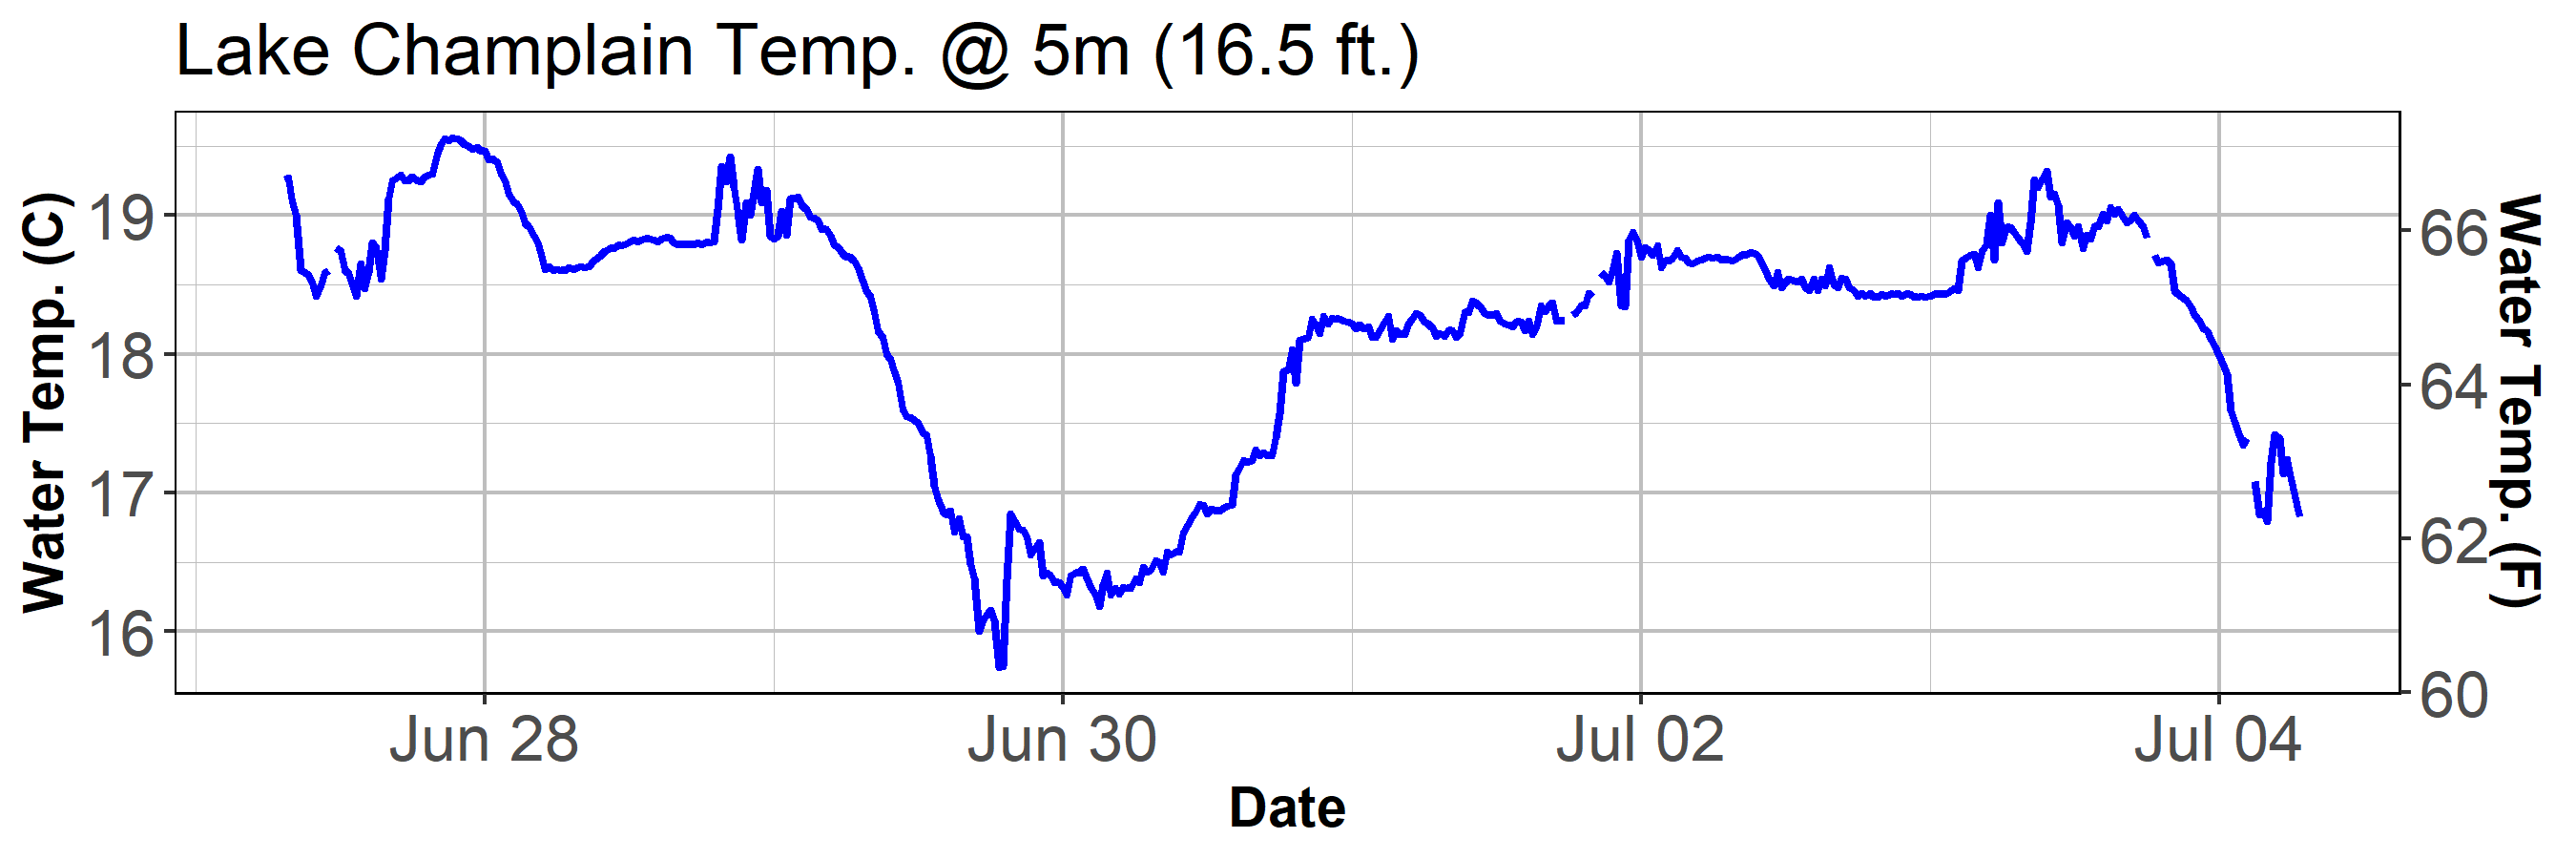 Lake Champlain Temp. @ 5m (16.5 ft.)
Water Temp. (C)
19
18
17
16
66
64
62
60
Water Temp. (F)
Jun 28
Jun 30
Jul 02
Jul 04
Date